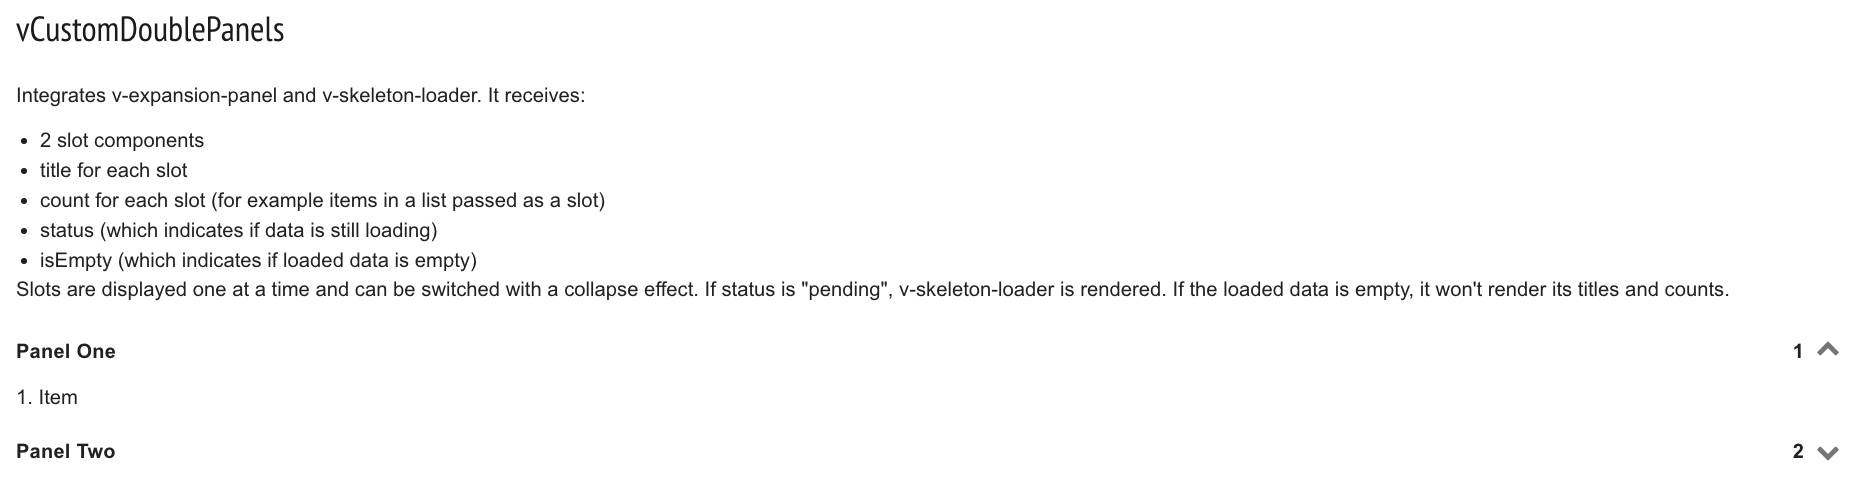 vCustomDoublePanels
Integrates v-expansion-panel and v-skeleton-loader. It receives:
• 2 slot components
• title for each slot
• count for each slot (for example items in a list passed as a slot)
• status (which indicates if data is still loading)
• isEmpty (which indicates if loaded data is empty)
Slots are displayed one at a time and can be switched with a collapse effect. If status is "pending", v-skeleton-loader is rendered. If the loaded data is empty, it won't render its titles and counts.
Panel One 1
1. Item
Panel Two 2